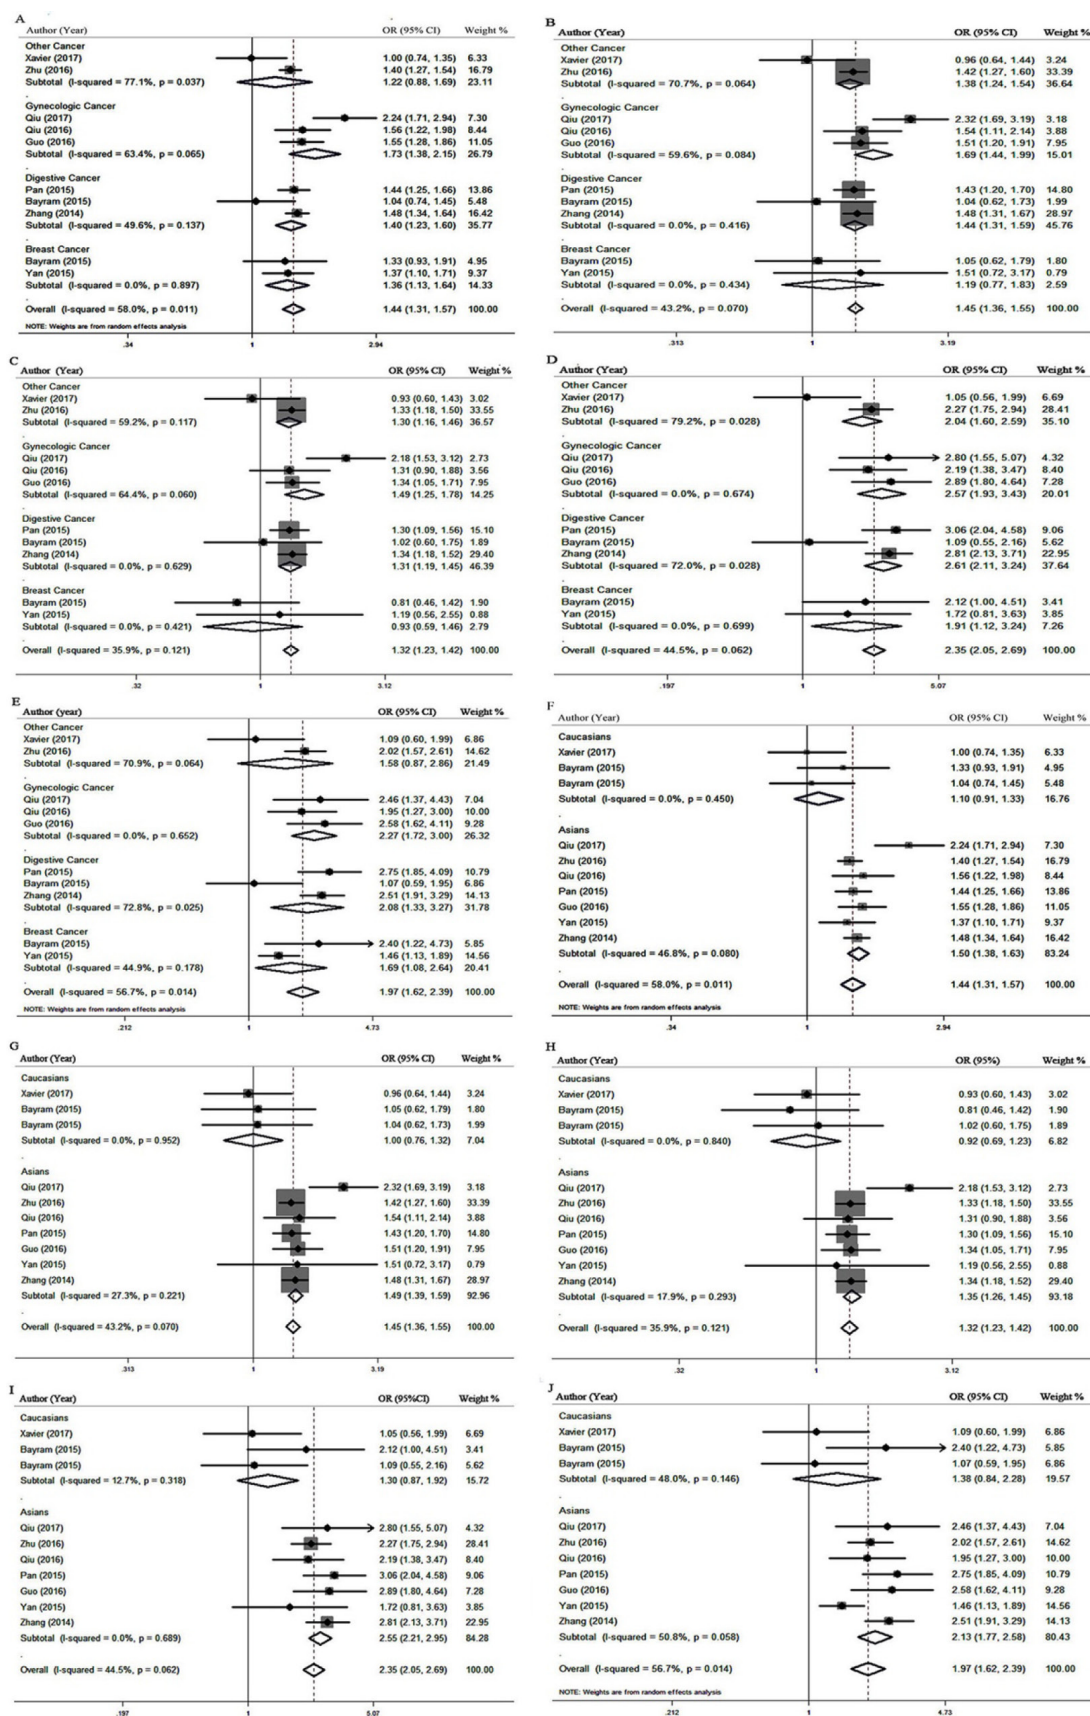 A
Author (Year) OR (95% CI) Weight %
Other Cancer
Xavier (2017) 1.00 (0.74, 1.35) 6.33
Zhu (2016) 1.40 (1.27, 1.54) 16.79
Subtotal (I-squared = 77.1%, p = 0.037) 1.22 (0.88, 1.69) 23.11
Gynecologic Cancer
Qiu (2017) 2.24 (1.71, 2.94) 7.30
Qiu (2016) 1.56 (1.22, 1.98) 8.44
Guo (2016) 1.55 (1.28, 1.86) 11.05
Subtotal (I-squared = 63.4%, p = 0.065) 1.73 (1.38, 2.15) 26.79
Digestive Cancer
Pan (2015) 1.44 (1.25, 1.66) 13.86
Bayram (2015) 1.04 (0.74, 1.45) 5.48
Zhang (2014) 1.48 (1.34, 1.64) 16.42
Subtotal (I-squared = 49.6%, p = 0.137) 1.40 (1.23, 1.60) 35.77
Breast Cancer
Bayram (2015) 1.33 (0.93, 1.91) 4.95
Yan (2015) 1.37 (1.10, 1.71) 9.37
Subtotal (I-squared = 0.0%, p = 0.897) 1.36 (1.13, 1.64) 14.33
Overall (I-squared = 58.0%, p = 0.011) 1.44 (1.31, 1.57) 100.00
NOTE: Weights are from random effects analysis
.34 1 2.94
B
Author (Year) OR (95% CI) Weight %
Other Cancer
Xavier (2017) 0.96 (0.64, 1.44) 3.24
Zhu (2016) 1.42 (1.27, 1.60) 33.39
Subtotal (I-squared = 70.7%, p = 0.064) 1.38 (1.24, 1.54) 36.64
Gynecologic Cancer
Qiu (2017) 2.32 (1.69, 3.19) 3.18
Qiu (2016) 1.54 (1.11, 2.14) 3.88
Guo (2016) 1.51 (1.20, 1.91) 7.95
Subtotal (I-squared = 59.6%, p = 0.084) 1.69 (1.44, 1.99) 15.01
Digestive Cancer
Pan (2015) 1.43 (1.20, 1.70) 14.80
Bayram (2015) 1.04 (0.62, 1.73) 1.99
Zhang (2014) 1.48 (1.31, 1.67) 28.97
Subtotal (I-squared = 0.0%, p = 0.416) 1.44 (1.31, 1.59) 45.76
Breast Cancer
Bayram (2015) 1.05 (0.62, 1.79) 1.80
Yan (2015) 1.51 (0.72, 3.17) 0.79
Subtotal (I-squared = 0.0%, p = 0.434) 1.19 (0.77, 1.83) 2.59
Overall (I-squared = 43.2%, p = 0.070) 1.45 (1.36, 1.55) 100.00
.313 1 3.19
C
Author (Year) OR (95% CI) Weight %
Other Cancer
Xavier (2017) 0.93 (0.60, 1.43) 3.02
Zhu (2016) 1.33 (1.18, 1.50) 33.55
Subtotal (I-squared = 59.2%, p = 0.117) 1.30 (1.16, 1.46) 36.57
Gynecologic Cancer
Qiu (2017) 2.18 (1.53, 3.12) 2.73
Qiu (2016) 1.31 (0.90, 1.88) 3.56
Guo (2016) 1.34 (1.05, 1.71) 7.95
Subtotal (I-squared = 64.4%, p = 0.060) 1.49 (1.25, 1.78) 14.25
Digestive Cancer
Pan (2015) 1.30 (1.09, 1.56) 15.10
Bayram (2015) 1.02 (0.60, 1.75) 1.89
Zhang (2014) 1.34 (1.18, 1.52) 29.40
Subtotal (I-squared = 0.0%, p = 0.629) 1.31 (1.19, 1.45) 46.39
Breast Cancer
Bayram (2015) 0.81 (0.46, 1.42) 1.90
Yan (2015) 1.19 (0.56, 2.55) 0.88
Subtotal (I-squared = 0.0%, p = 0.421) 0.93 (0.59, 1.46) 2.79
Overall (I-squared = 35.9%, p = 0.121) 1.32 (1.23, 1.42) 100.00
.32 1 3.12
D
Author (Year) OR (95% CI) Weight %
Other Cancer
Xavier (2017) 1.05 (0.56, 1.99) 6.69
Zhu (2016) 2.27 (1.75, 2.94) 28.41
Subtotal (I-squared = 79.2%, p = 0.028) 2.04 (1.60, 2.59) 35.10
Gynecologic Cancer
Qiu (2017) 2.80 (1.55, 5.07) 4.32
Qiu (2016) 2.19 (1.38, 3.47) 8.40
Guo (2016) 2.89 (1.80, 4.64) 7.28
Subtotal (I-squared = 0.0%, p = 0.674) 2.57 (1.93, 3.43) 20.01
Digestive Cancer
Pan (2015) 3.06 (2.04, 4.58) 9.06
Bayram (2015) 1.09 (0.55, 2.16) 5.62
Zhang (2014) 2.81 (2.13, 3.71) 22.95
Subtotal (I-squared = 72.0%, p = 0.028) 2.61 (2.11, 3.24) 37.64
Breast Cancer
Bayram (2015) 2.12 (1.00, 4.51) 3.41
Yan (2015) 1.72 (0.81, 3.63) 3.85
Subtotal (I-squared = 0.0%, p = 0.699) 1.91 (1.12, 3.24) 7.26
Overall (I-squared = 44.5%, p = 0.062) 2.35 (2.05, 2.69) 100.00
.197 1 5.07
E
Author (year) OR (95% CI) Weight %
Other Cancer
Xavier (2017) 1.09 (0.60, 1.99) 6.86
Zhu (2016) 2.02 (1.57, 2.61) 14.62
Subtotal (I-squared = 70.9%, p = 0.064) 1.58 (0.87, 2.86) 21.49
Gynecologic Cancer
Qiu (2017) 2.46 (1.37, 4.43) 7.04
Qiu (2016) 1.95 (1.27, 3.00) 10.00
Guo (2016) 2.58 (1.62, 4.11) 9.28
Subtotal (I-squared = 0.0%, p = 0.652) 2.27 (1.72, 3.00) 26.32
Digestive Cancer
Pan (2015) 2.75 (1.85, 4.09) 10.79
Bayram (2015) 1.07 (0.59, 1.95) 6.86
Zhang (2014) 2.51 (1.91, 3.29) 14.13
Subtotal (I-squared = 72.8%, p = 0.025) 2.08 (1.33, 3.27) 31.78
Breast Cancer
Bayram (2015) 2.40 (1.22, 4.73) 5.85
Yan (2015) 1.46 (1.13, 1.89) 14.56
Subtotal (I-squared = 44.9%, p = 0.178) 1.69 (1.08, 2.64) 20.41
Overall (I-squared = 56.7%, p = 0.014) 1.97 (1.62, 2.39) 100.00
NOTE: Weights are from random effects analysis
.212 1 4.73
F
Author (Year) OR (95% CI) Weight %
Caucasians
Xavier (2017) 1.00 (0.74, 1.35) 6.33
Bayram (2015) 1.33 (0.93, 1.91) 4.95
Bayram (2015) 1.04 (0.74, 1.45) 5.48
Subtotal (I-squared = 0.0%, p = 0.450) 1.10 (0.91, 1.33) 16.76
Asians
Qiu (2017) 2.24 (1.71, 2.94) 7.30
Zhu (2016) 1.40 (1.27, 1.54) 16.79
Qiu (2016) 1.56 (1.22, 1.98) 8.44
Pan (2015) 1.44 (1.25, 1.66) 13.86
Guo (2016) 1.55 (1.28, 1.86) 11.05
Yan (2015) 1.37 (1.10, 1.71) 9.37
Zhang (2014) 1.48 (1.34, 1.64) 16.42
Subtotal (I-squared = 46.8%, p = 0.080) 1.50 (1.38, 1.63) 83.24
Overall (I-squared = 58.0%, p = 0.011) 1.44 (1.31, 1.57) 100.00
NOTE: Weights are from random effects analysis
.34 1 2.94
G
Author (Year) OR (95% CI) Weight %
Caucasians
Xavier (2017) 0.96 (0.64, 1.44) 3.24
Bayram (2015) 1.05 (0.62, 1.79) 1.80
Bayram (2015) 1.04 (0.62, 1.73) 1.99
Subtotal (I-squared = 0.0%, p = 0.952) 1.00 (0.76, 1.32) 7.04
Asians
Qiu (2017) 2.32 (1.69, 3.19) 3.18
Zhu (2016) 1.42 (1.27, 1.60) 33.39
Qiu (2016) 1.54 (1.11, 2.14) 3.88
Pan (2015) 1.43 (1.20, 1.70) 14.80
Guo (2016) 1.51 (1.20, 1.91) 7.95
Yan (2015) 1.51 (0.72, 3.17) 0.79
Zhang (2014) 1.48 (1.31, 1.67) 28.97
Subtotal (I-squared = 27.3%, p = 0.221) 1.49 (1.39, 1.59) 92.96
Overall (I-squared = 43.2%, p = 0.070) 1.45 (1.36, 1.55) 100.00
.313 1 3.19
H
Author (Year) OR (95%) Weight %
Caucasians
Xavier (2017) 0.93 (0.60, 1.43) 3.02
Bayram (2015) 0.81 (0.46, 1.42) 1.90
Bayram (2015) 1.02 (0.60, 1.75) 1.89
Subtotal (I-squared = 0.0%, p = 0.840) 0.92 (0.69, 1.23) 6.82
Asians
Qiu (2017) 2.18 (1.53, 3.12) 2.73
Zhu (2016) 1.33 (1.18, 1.50) 33.55
Qiu (2016) 1.31 (0.90, 1.88) 3.56
Pan (2015) 1.30 (1.09, 1.56) 15.10
Guo (2016) 1.34 (1.05, 1.71) 7.95
Yan (2015) 1.19 (0.56, 2.55) 0.88
Zhang (2014) 1.34 (1.18, 1.52) 29.40
Subtotal (I-squared = 17.9%, p = 0.293) 1.35 (1.26, 1.45) 93.18
Overall (I-squared = 35.9%, p = 0.121) 1.32 (1.23, 1.42) 100.00
.32 1 3.12
I
Author (Year) OR (95%CI) Weight %
Caucasians
Xavier (2017) 1.05 (0.56, 1.99) 6.69
Bayram (2015) 2.12 (1.00, 4.51) 3.41
Bayram (2015) 1.09 (0.55, 2.16) 5.62
Subtotal (I-squared = 12.7%, p = 0.318) 1.30 (0.87, 1.92) 15.72
Asians
Qiu (2017) 2.80 (1.55, 5.07) 4.32
Zhu (2016) 2.27 (1.75, 2.94) 28.41
Qiu (2016) 2.19 (1.38, 3.47) 8.40
Pan (2015) 3.06 (2.04, 4.58) 9.06
Guo (2016) 2.89 (1.80, 4.64) 7.28
Yan (2015) 1.72 (0.81, 3.63) 3.85
Zhang (2014) 2.81 (2.13, 3.71) 22.95
Subtotal (I-squared = 0.0%, p = 0.689) 2.55 (2.21, 2.95) 84.28
Overall (I-squared = 44.5%, p = 0.062) 2.35 (2.05, 2.69) 100.00
.197 1 5.07
J
Author (Year) OR (95% CI) Weight %
Caucasians
Xavier (2017) 1.09 (0.60, 1.99) 6.86
Bayram (2015) 2.40 (1.22, 4.73) 5.85
Bayram (2015) 1.07 (0.59, 1.95) 6.86
Subtotal (I-squared = 48.0%, p = 0.146) 1.38 (0.84, 2.28) 19.57
Asians
Qiu (2017) 2.46 (1.37, 4.43) 7.04
Zhu (2016) 2.02 (1.57, 2.61) 14.62
Qiu (2016) 1.95 (1.27, 3.00) 10.00
Pan (2015) 2.75 (1.85, 4.09) 10.79
Guo (2016) 2.58 (1.62, 4.11) 9.28
Yan (2015) 1.46 (1.13, 1.89) 14.56
Zhang (2014) 2.51 (1.91, 3.29) 14.13
Subtotal (I-squared = 50.8%, p = 0.058) 2.13 (1.77, 2.58) 80.43
Overall (I-squared = 56.7%, p = 0.014) 1.97 (1.62, 2.39) 100.00
NOTE: Weights are from random effects analysis
.212 1 4.73